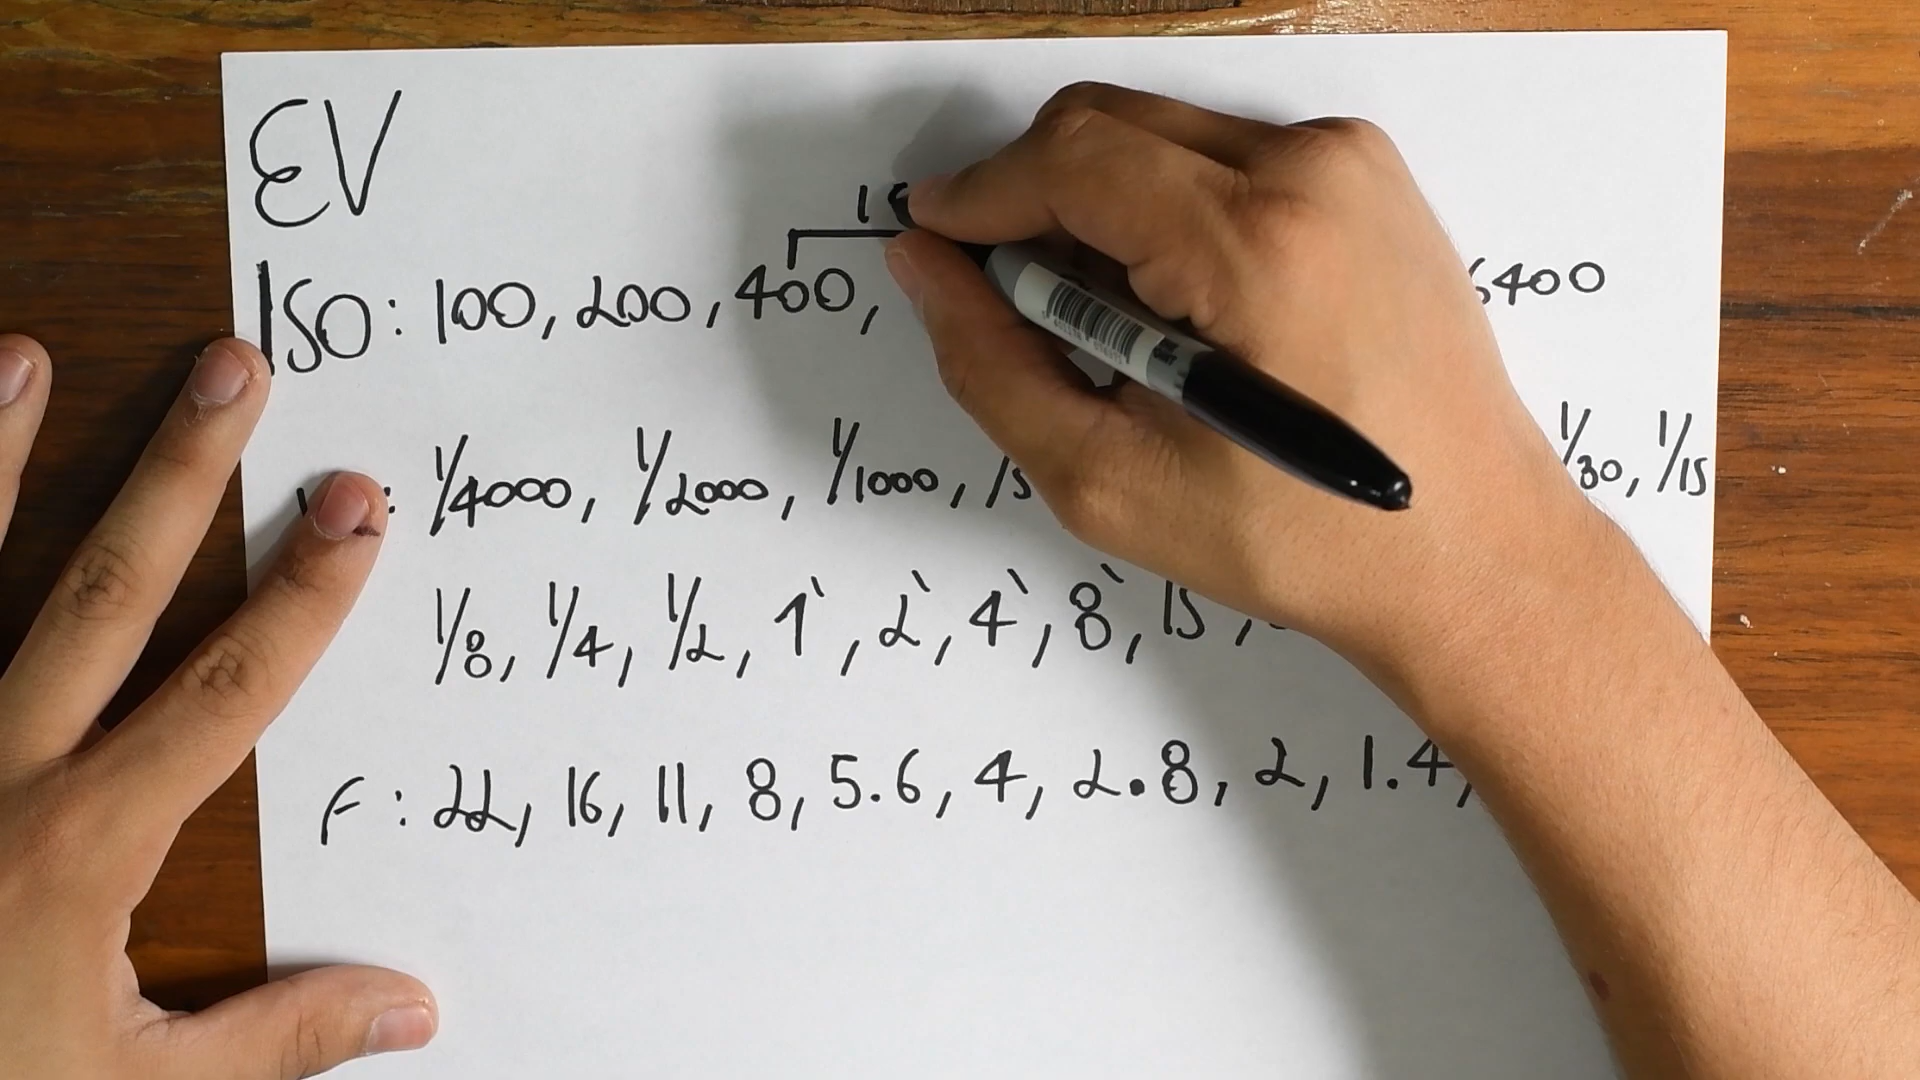 EV
1
ISO: 100, 200, 400, 6400
: 1/4000, 1/2000, 1/1000, 1/30, 1/15
1/8, 1/4, 1/2, 1`, 2`, 4`, 8`, 15
F: 22, 16, 11, 8, 5.6, 4, 2.8, 2, 1.4,